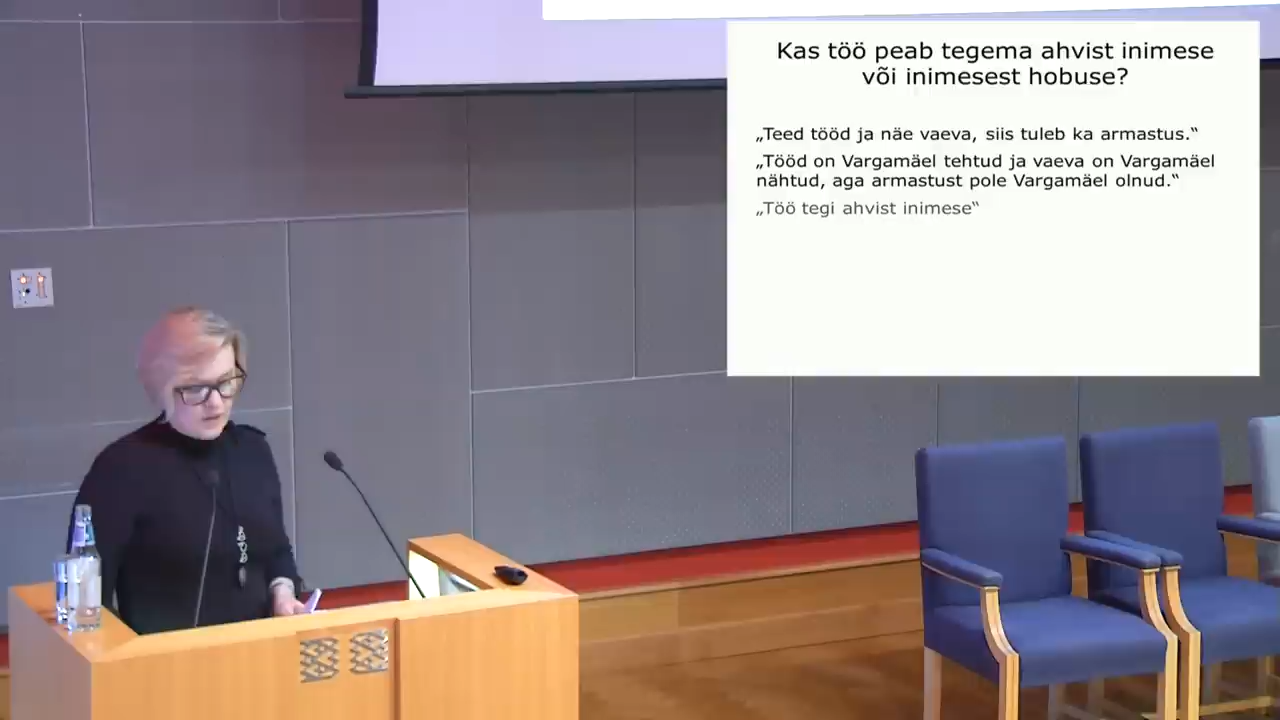 Kas töö peab tegema ahvist inimese
või inimesest hobuse?
„Teed tööd ja näe vaeva, siis tuleb ka armastus.“
„Tööd on Vargamäel tehtud ja vaeva on Vargamäel
nähtud, aga armastust pole Vargamäel olnud.“
„Töö tegi ahvist inimese“